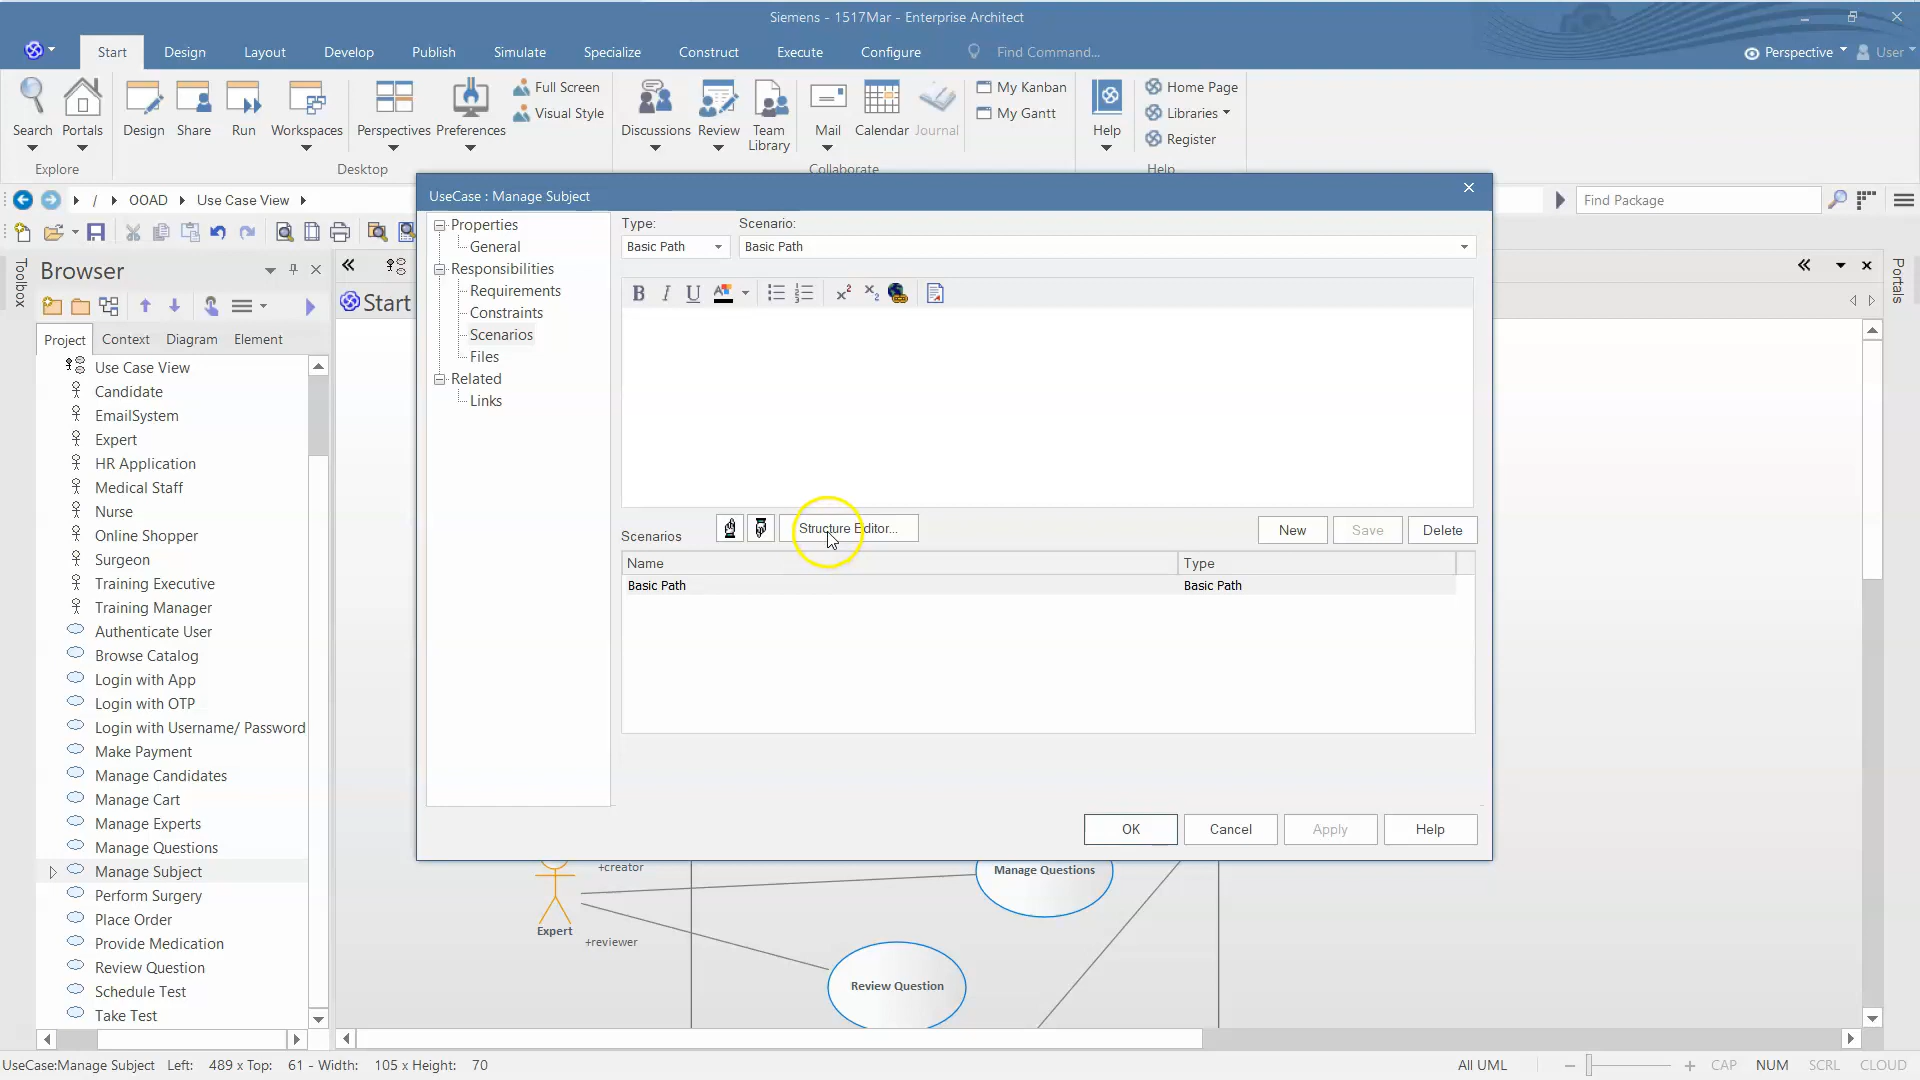 Siemens - 1517Mar - Enterprise Architect
Start
Design
Layout
Develop
Publish
Simulate
Specialize
Construct
Execute
Configure
Find Command...
Perspective
User
Search
Portals
Explore
Design
Share
Run
Workspaces
Perspectives
Preferences
Full Screen
Visual Style
Desktop
Discussions
Review
Team
Library
Mail
Calendar
Journal
Collaborate
My Kanban
My Gantt
Help
Home Page
Libraries
Register
Help
/
OOAD
Use Case View
Find Package
Toolbox
Browser
Project
Context
Diagram
Element
Use Case View
Candidate
EmailSystem
Expert
HR Application
Medical Staff
Nurse
Online Shopper
Surgeon
Training Executive
Training Manager
Authenticate User
Browse Catalog
Login with App
Login with OTP
Login with Username/ Password
Make Payment
Manage Candidates
Manage Cart
Manage Experts
Manage Questions
Manage Subject
Perform Surgery
Place Order
Provide Medication
Review Question
Schedule Test
Take Test
Start
Portals
UseCase : Manage Subject
Properties
General
Responsibilities
Requirements
Constraints
Scenarios
Files
Related
Links
Type:
Scenario:
Basic Path
Basic Path
B I U
Scenarios
Structure Editor...
New
Save
Delete
Name
Type
Basic Path
Basic Path
OK
Cancel
Apply
Help
+creator
Manage Questions
Expert
+reviewer
Review Question
UseCase:Manage Subject Left: 489 x Top: 61 - Width: 105 x Height: 70
All UML
CAP
NUM
SCRL
CLOUD